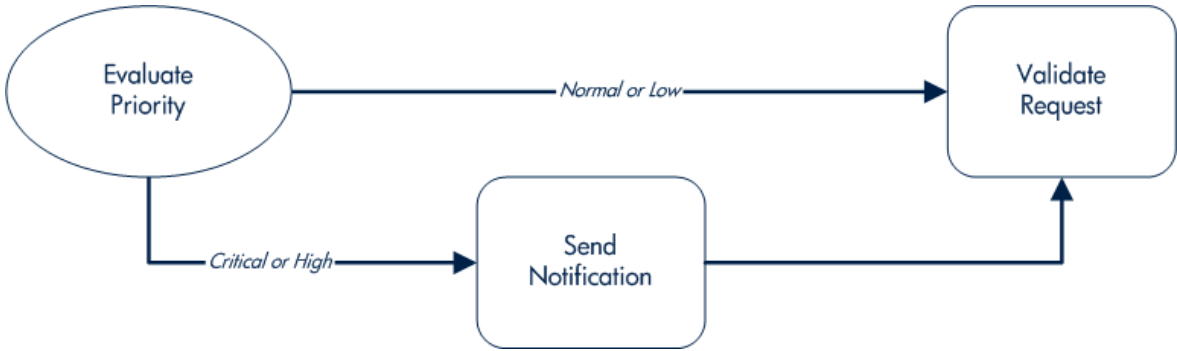 Evaluate
Priority
Normal or Low
Validate
Request
Critical or High
Send
Notification